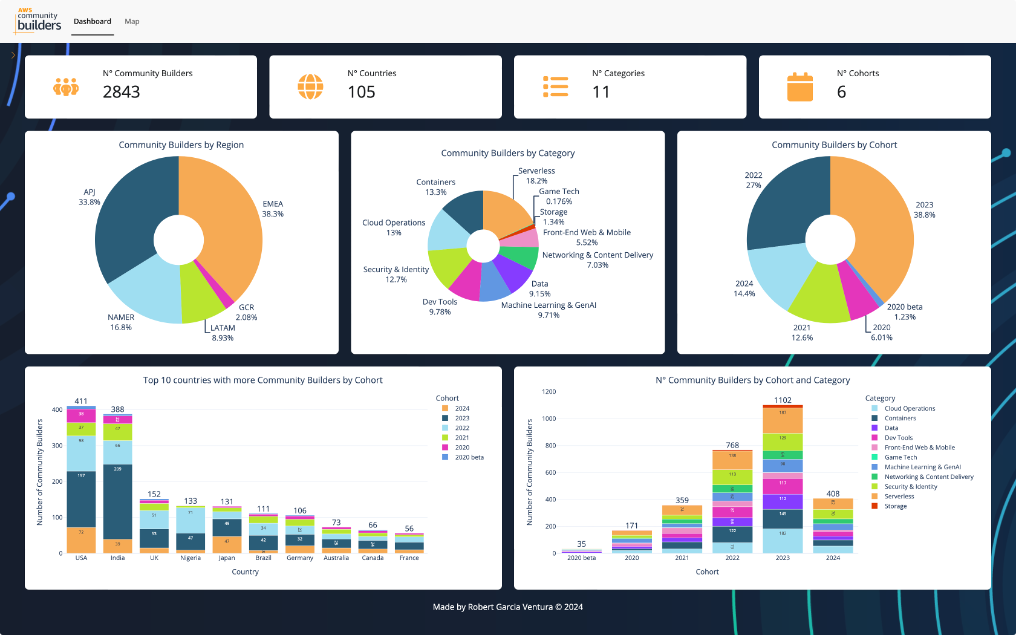 AWS
community
builders
Dashboard
Map
N° Community Builders
2843
N° Countries
105
N° Categories
11
N° Cohorts
6
Community Builders by Region
APJ
33.8%
EMEA
38.3%
GCR
2.08%
LATAM
8.93%
NAMER
16.8%
Community Builders by Category
Serverless
18.2%
Game Tech
0.176%
Storage
1.34%
Front-End Web & Mobile
5.52%
Networking & Content Delivery
7.03%
Data
9.15%
Machine Learning & GenAI
9.71%
Dev Tools
9.78%
Security & Identity
12.7%
Cloud Operations
13%
Containers
13.3%
Community Builders by Cohort
2022
27%
2023
38.8%
2020 beta
1.23%
2020
6.01%
2021
12.6%
2024
14.4%
Top 10 countries with more Community Builders by Cohort
Number of Community Builders
400
300
200
100
0
411
388
152
133
131
111
106
73
66
56
USA
India
UK
Nigeria
Japan
Brazil
Germany
Australia
Canada
France
Country
Cohort
2024
2023
2022
2021
2020
2020 beta
N° Community Builders by Cohort and Category
Number of Community Builders
1200
1000
800
600
400
200
0
35
171
359
768
1102
408
2020 beta
2020
2021
2022
2023
2024
Cohort
Category
Cloud Operations
Containers
Data
Dev Tools
Front-End Web & Mobile
Game Tech
Machine Learning & GenAI
Networking & Content Delivery
Security & Identity
Serverless
Storage
Made by Robert Garcia Ventura © 2024